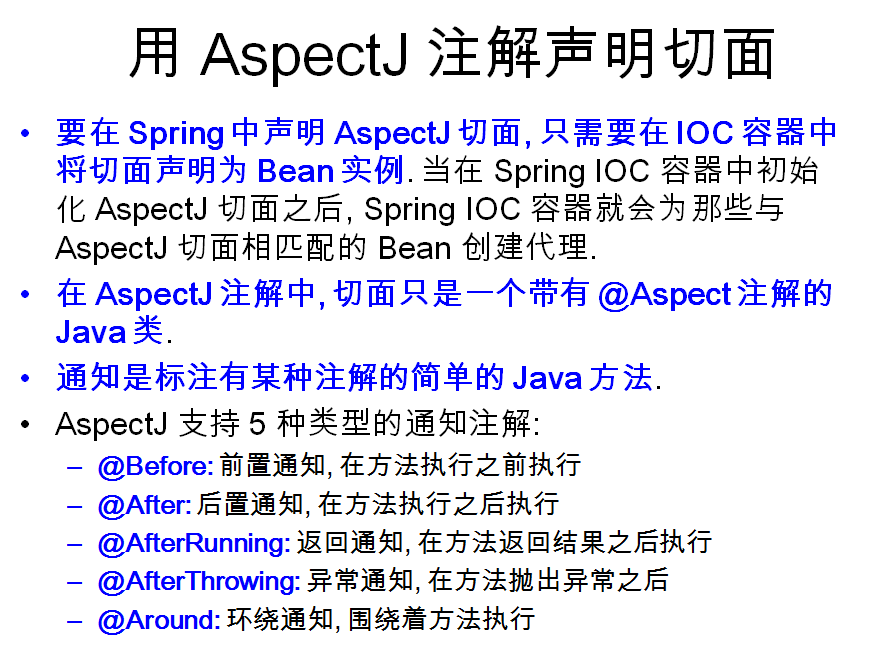 用 AspectJ 注解声明切面
• 要在 Spring 中声明 AspectJ 切面, 只需要在 IOC 容器中
将切面声明为 Bean 实例. 当在 Spring IOC 容器中初始
化 AspectJ 切面之后, Spring IOC 容器就会为那些与
AspectJ 切面相匹配的 Bean 创建代理.
• 在 AspectJ 注解中, 切面只是一个带有 @Aspect 注解的
Java 类.
• 通知是标注有某种注解的简单的 Java 方法.
• AspectJ 支持 5 种类型的通知注解:
– @Before: 前置通知, 在方法执行之前执行
– @After: 后置通知, 在方法执行之后执行
– @AfterRunning: 返回通知, 在方法返回结果之后执行
– @AfterThrowing: 异常通知, 在方法抛出异常之后
– @Around: 环绕通知, 围绕着方法执行